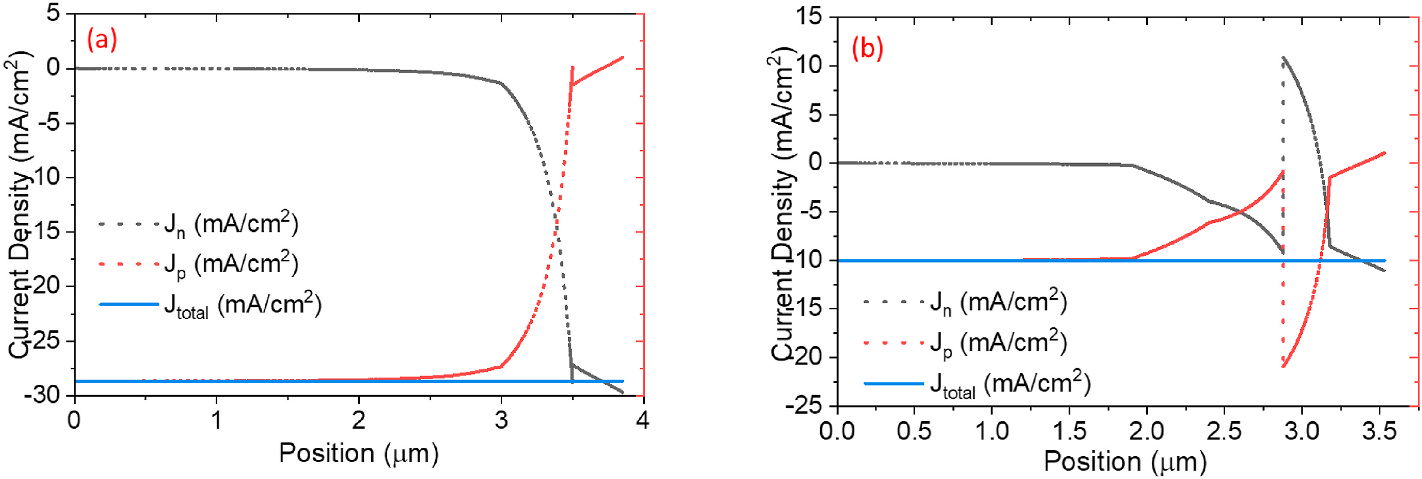 (a)
5
0
-5
-10
-15
-20
-25
-30
Current Density (mA/cm²)
Jₙ (mA/cm²)
Jₚ (mA/cm²)
Jtotal (mA/cm²)
0 1 2 3 4
Position (μm)
(b)
15
10
5
0
-5
-10
-15
-20
-25
Current Density (mA/cm²)
Jₙ (mA/cm²)
Jₚ (mA/cm²)
Jtotal (mA/cm²)
0.0 0.5 1.0 1.5 2.0 2.5 3.0 3.5
Position (μm)